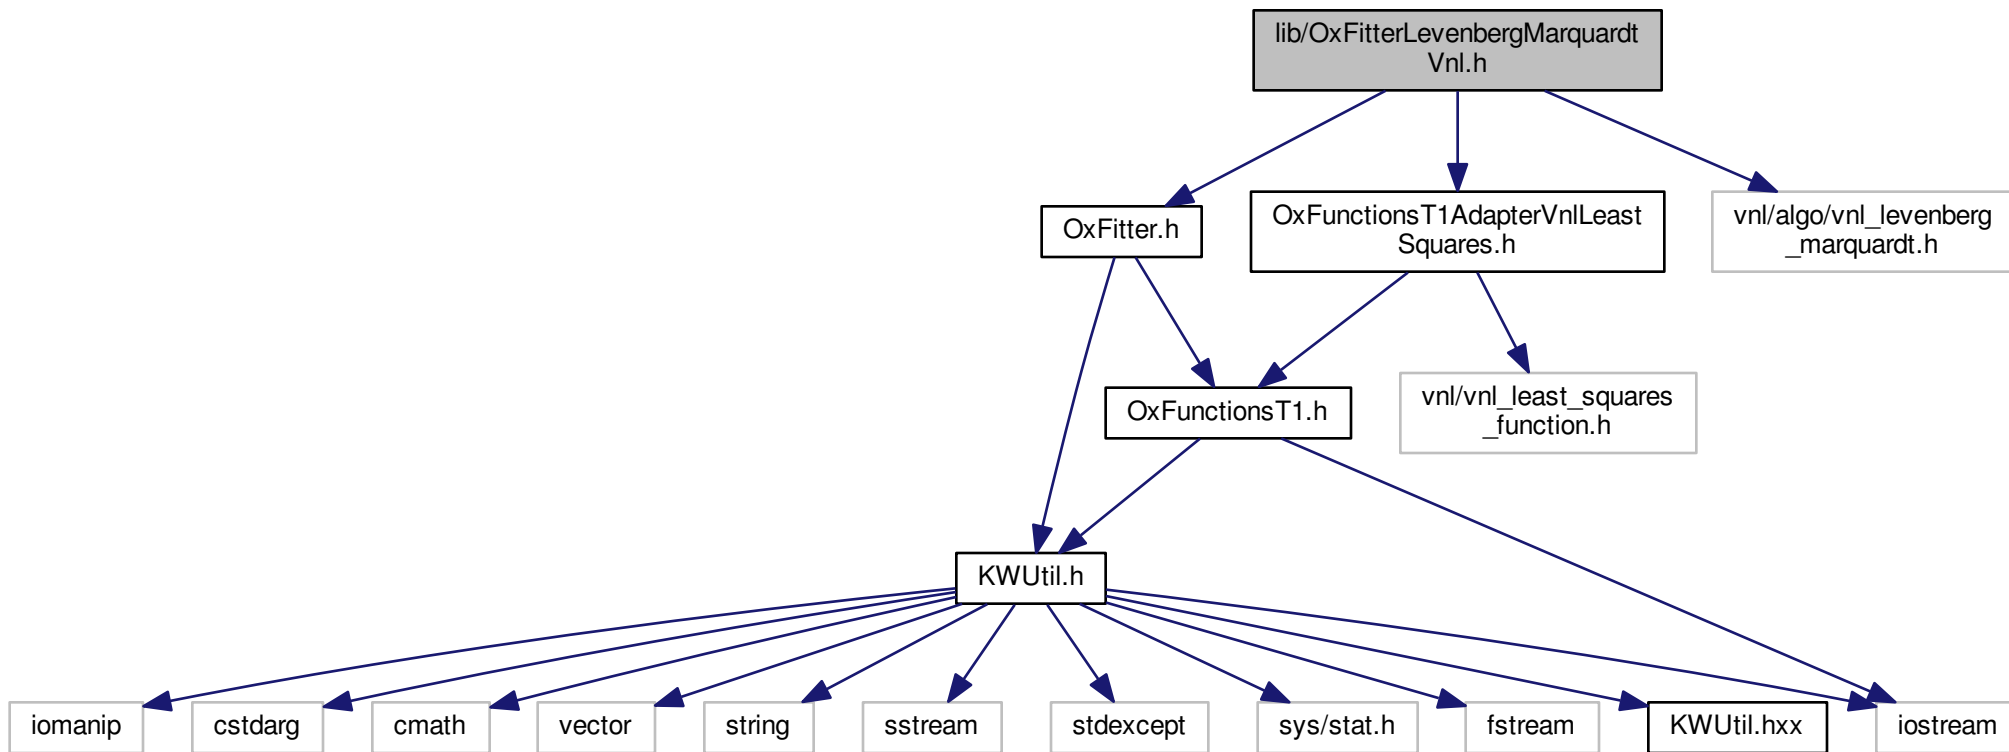 lib/OxFitterLevenbergMarquardt
Vnl.h
OxFitter.h
OxFunctionsT1AdapterVnlLeast
Squares.h
vnl/algo/vnl_levenberg
_marquardt.h
OxFunctionsT1.h
vnl/vnl_least_squares
_function.h
KWUtil.h
iomanip
cstdarg
cmath
vector
string
sstream
stdexcept
sys/stat.h
fstream
KWUtil.hxx
iostream